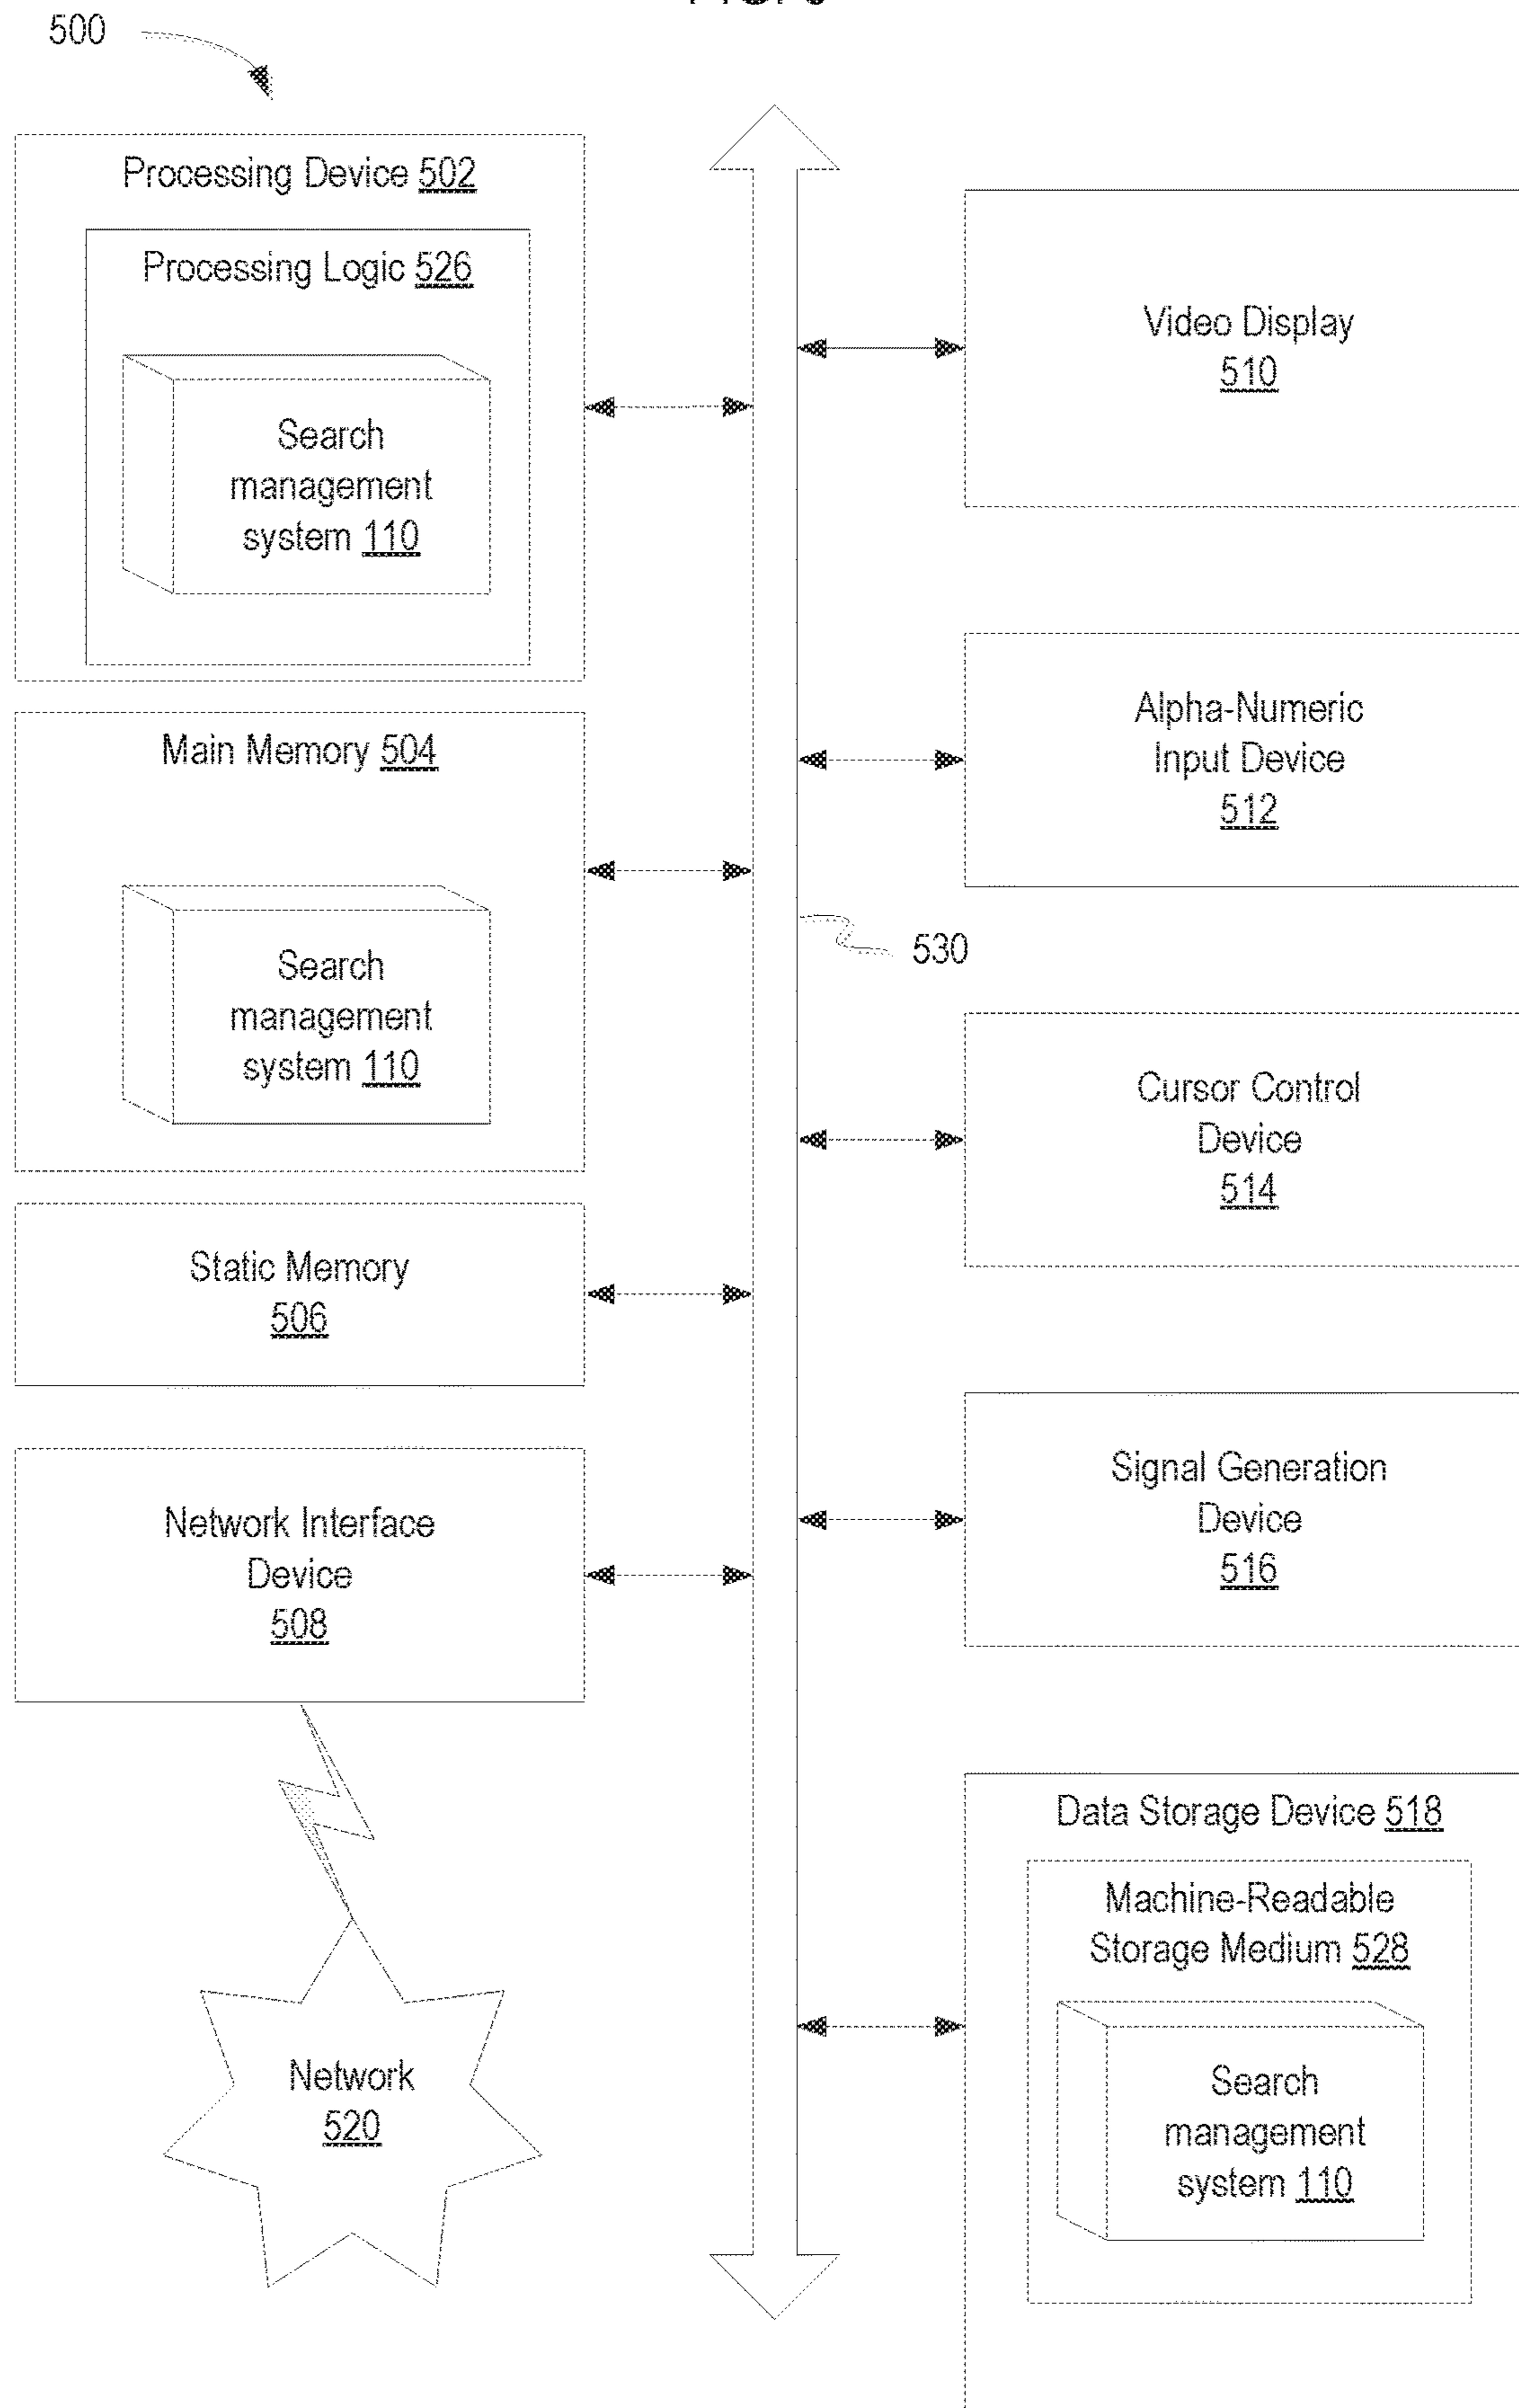 500
Processing Device 502
Processing Logic 526
Search
management
system 110
Main Memory 504
Search
management
system 110
Static Memory
506
Network Interface
Device
508
Network
520
530
Video Display
510
Alpha-Numeric
Input Device
512
Cursor Control
Device
514
Signal Generation
Device
516
Data Storage Device 518
Machine-Readable
Storage Medium 528
Search
management
system 110